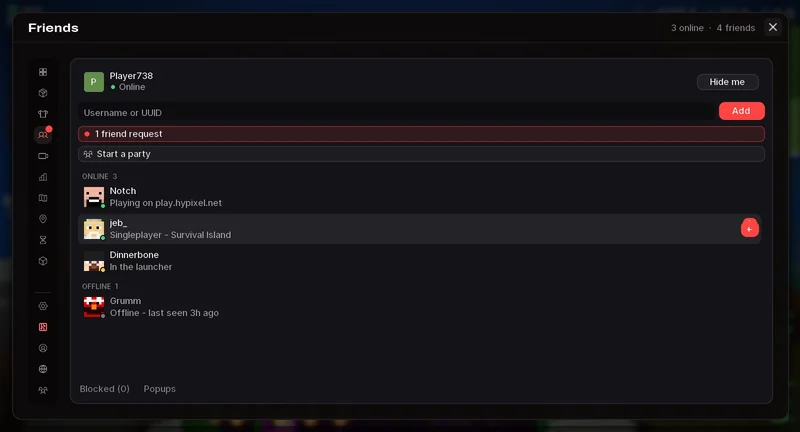 Friends
3 online · 4 friends
P
Player738
Online
Hide me
Username or UUID
Add
1 friend request
Start a party
ONLINE 3
Notch
Playing on play.hypixel.net
jeb_
Singleplayer - Survival Island
Dinnerbone
In the launcher
OFFLINE 1
Grumm
Offline - last seen 3h ago
Blocked (0)
Popups